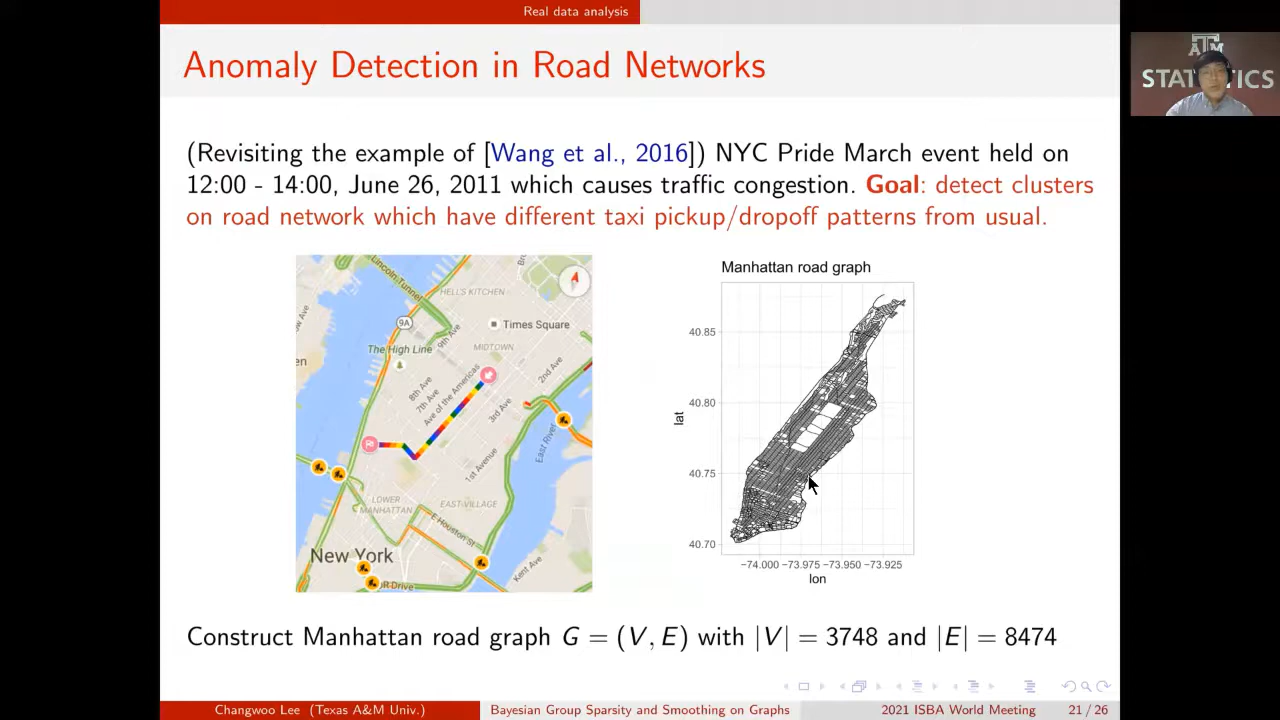 Real data analysis
Anomaly Detection in Road Networks
A̲T̲M
STATISTICS
(Revisiting the example of [Wang et al., 2016]) NYC Pride March event held on
12:00 - 14:00, June 26, 2011 which causes traffic congestion. Goal: detect clusters
on road network which have different taxi pickup/dropoff patterns from usual.
Lincoln Tunnel
HELL'S KITCHEN
9A
Times Square
9th Ave
The High Line
MIDTOWN
8th Ave
7th Ave
Ave of the Americas
2nd Ave
3rd Ave
1st Avenue
East River
LOWER
MANHATTAN
EAST VILLAGE
E Houston St
New York
Kent Ave
Manhattan road graph
40.85
40.80
lat
40.75
40.70
−74.000 −73.975 −73.950 −73.925
lon
Construct Manhattan road graph G = (V, E) with |V| = 3748 and |E| = 8474
Changwoo Lee (Texas A&M Univ.)
Bayesian Group Sparsity and Smoothing on Graphs
2021 ISBA World Meeting
21 / 26